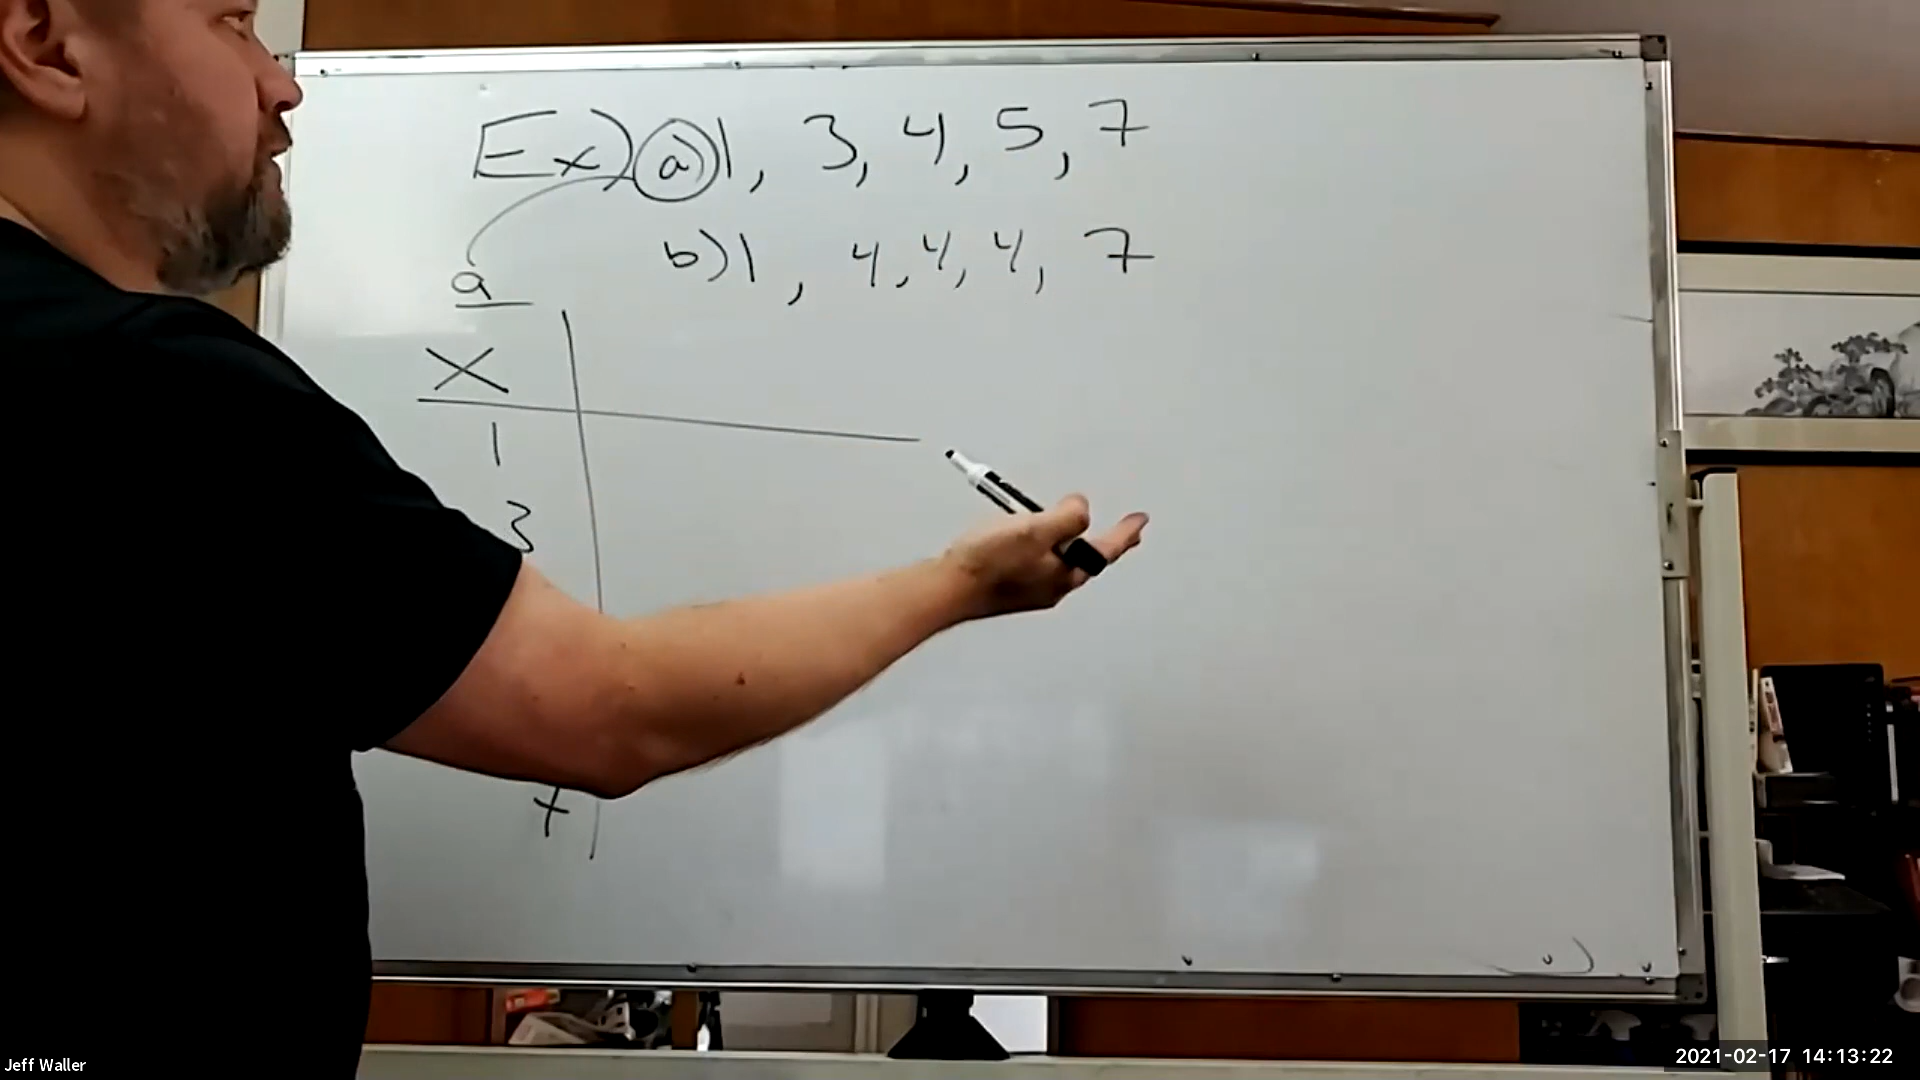 Ex) a) 1, 3, 4, 5, 7
b) 1, 4, 4, 4, 7
a
X
1
3
7
Jeff Waller
2021-02-17 14:13:22